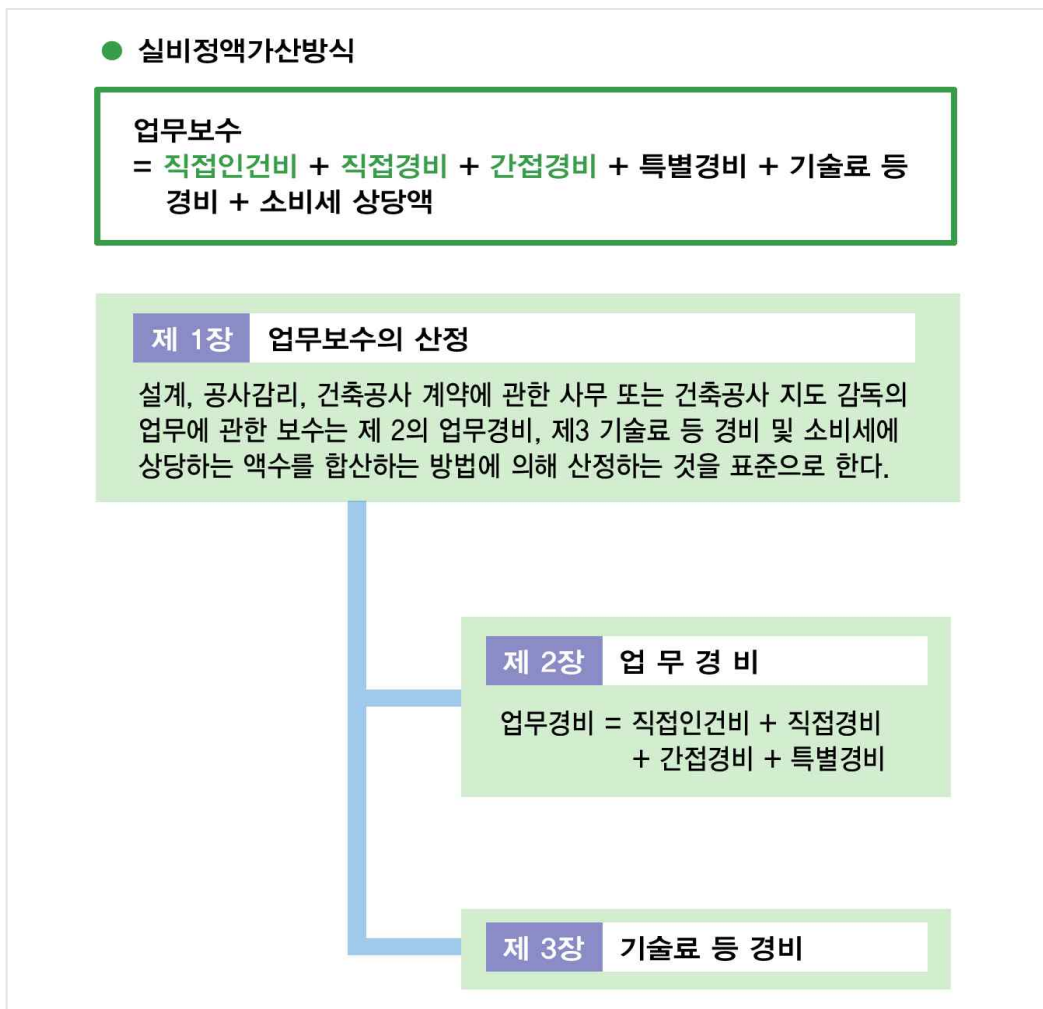 ● 실비정액가산방식
업무보수
= 직접인건비 + 직접경비 + 간접경비 + 특별경비 + 기술료 등
경비 + 소비세 상당액
제 1장 업무보수의 산정
설계, 공사감리, 건축공사 계약에 관한 사무 또는 건축공사 지도 감독의
업무에 관한 보수는 제 2의 업무경비, 제3 기술료 등 경비 및 소비세에
상당하는 액수를 합산하는 방법에 의해 산정하는 것을 표준으로 한다.
제 2장 업 무 경 비
업무경비 = 직접인건비 + 직접경비
+ 간접경비 + 특별경비
제 3장 기술료 등 경비